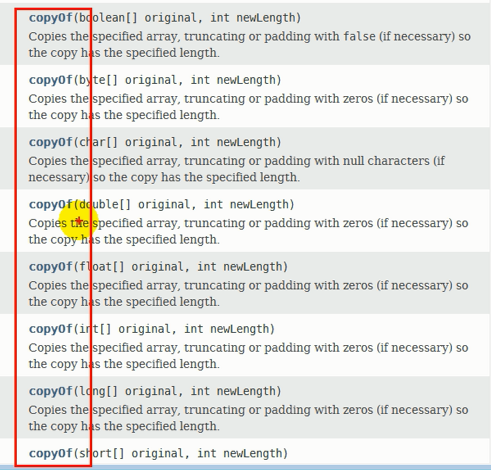 copyOf(boolean[] original, int newLength)
Copies the specified array, truncating or padding with false (if necessary) so
the copy has the specified length.
copyOf(byte[] original, int newLength)
Copies the specified array, truncating or padding with zeros (if necessary) so
the copy has the specified length.
copyOf(char[] original, int newLength)
Copies the specified array, truncating or padding with null characters (if
necessary) so the copy has the specified length.
copyOf(double[] original, int newLength)
Copies the specified array, truncating or padding with zeros (if necessary) so
the copy has the specified length.
copyOf(float[] original, int newLength)
Copies the specified array, truncating or padding with zeros (if necessary) so
the copy has the specified length.
copyOf(int[] original, int newLength)
Copies the specified array, truncating or padding with zeros (if necessary) so
the copy has the specified length.
copyOf(long[] original, int newLength)
Copies the specified array, truncating or padding with zeros (if necessary) so
the copy has the specified length.
copyOf(short[] original, int newLength)